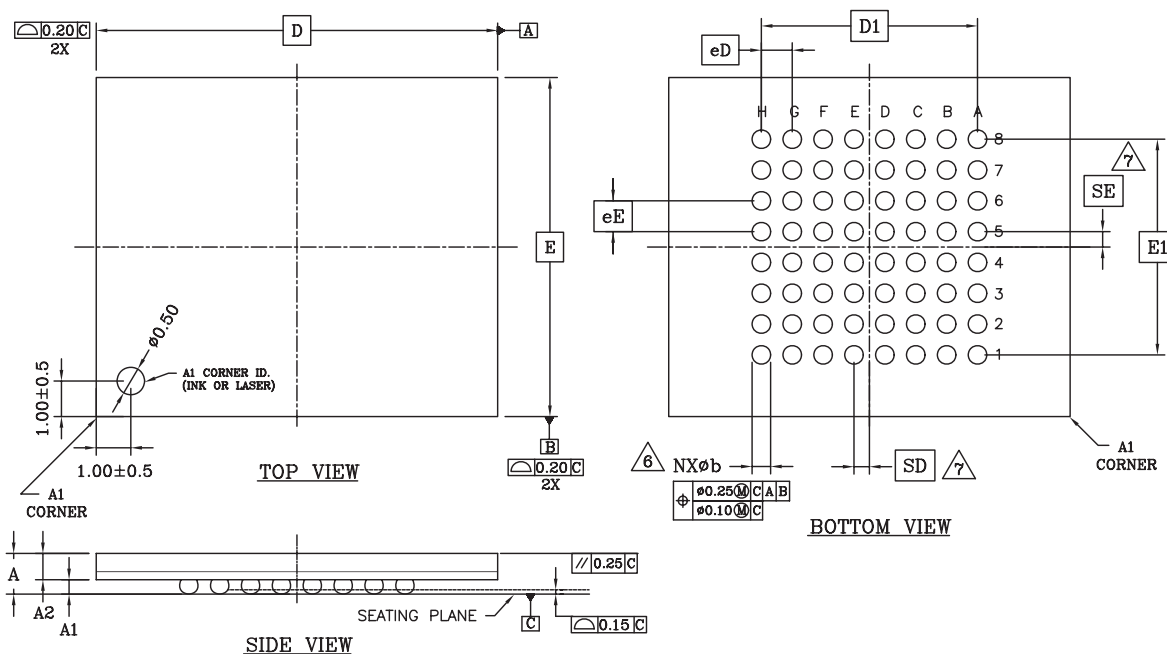 ⌓ 0.20 C
2X
D
A
E
1.00±0.5
ø0.50
A1 CORNER ID.
(INK OR LASER)
1.00±0.5
TOP VIEW
A1
CORNER
B
⌓ 0.20 C
2X
D1
eD
H G F E D C B A
8
7
6
5
4
3
2
1
7
SE
eE
E1
6 NXøb
⌖ ø0.25Ⓜ C A B
ø0.10Ⓜ C
SD 7
A1
CORNER
BOTTOM VIEW
A
A2
A1
// 0.25 C
SEATING PLANE
C
⌓ 0.15 C
SIDE VIEW